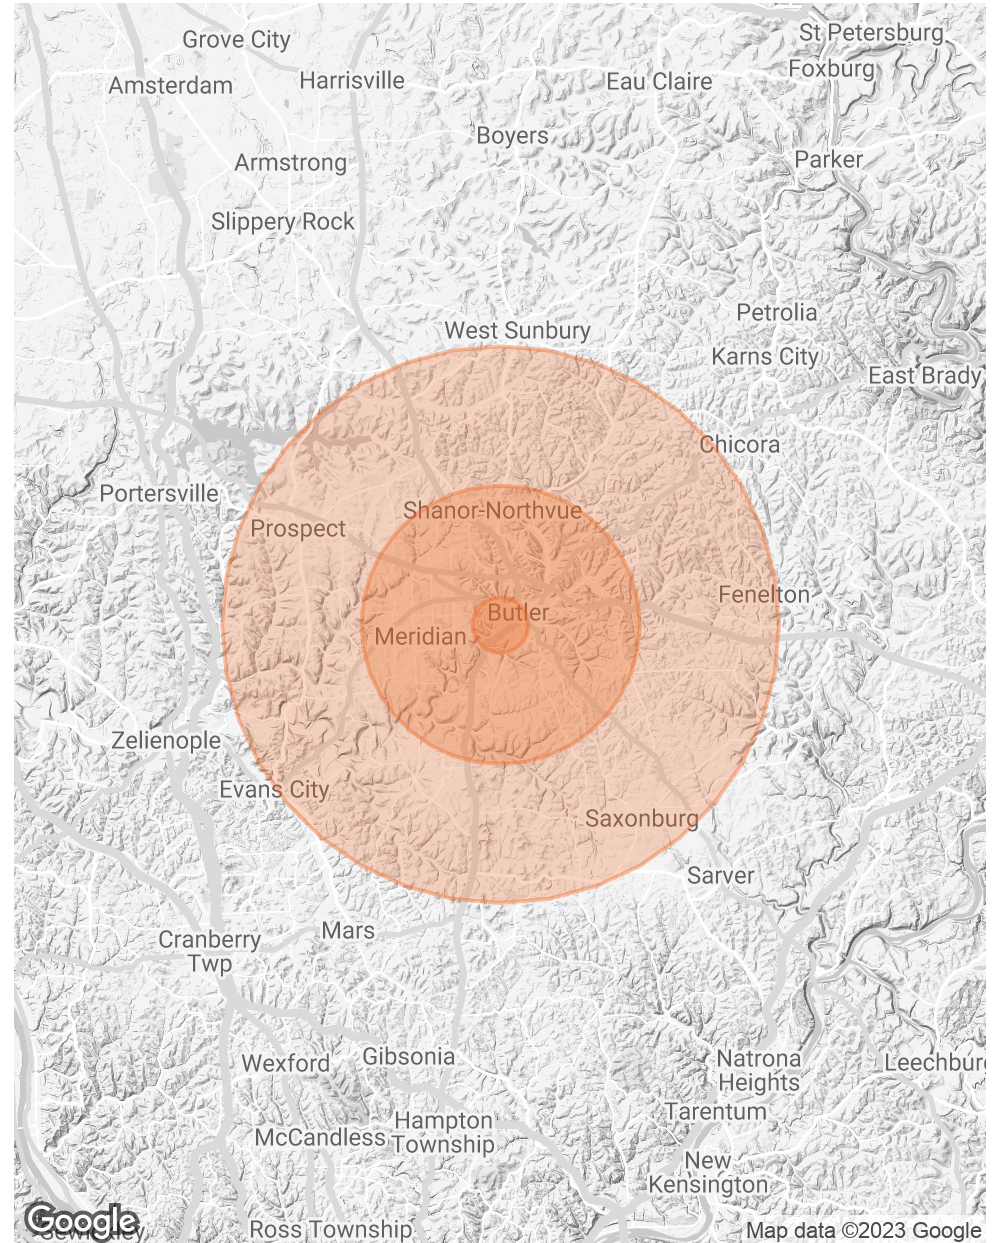 St Petersburg
Grove City
Foxburg
Amsterdam
Harrisville
Eau Claire
Boyers
Parker
Armstrong
Slippery Rock
Petrolia
West Sunbury
Karns City
East Brady
Chicora
Portersville
Shanor-Northvue
Prospect
Fenelton
Butler
Meridian
Zelienople
Evans City
Saxonburg
Sarver
Mars
Cranberry
Twp
Gibsonia
Wexford
Natrona
Heights
Leechburg
Tarentum
Hampton
Township
McCandless
New
Kensington
Google
Sewickley
Ross Township
Map data ©2023 Google